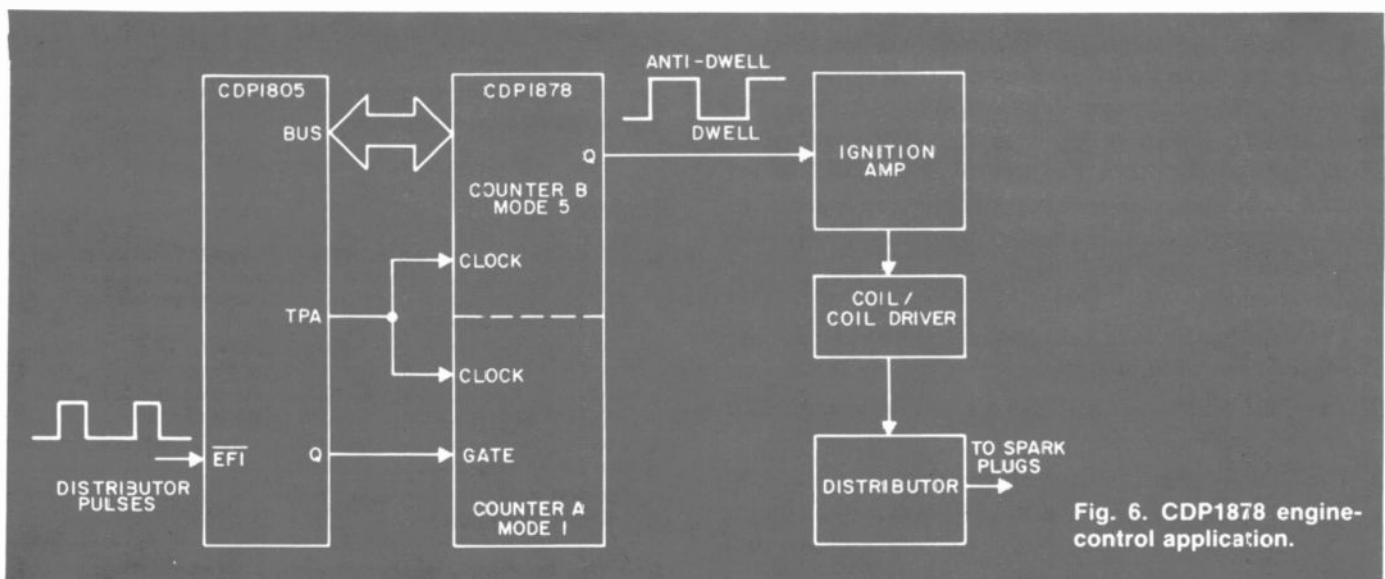 CDP1805
BUS
TPA
Q
EF1
DISTRIBUTOR
PULSES
CDP1878
Q
COUNTER B
MODE 5
CLOCK
CLOCK
GATE
COUNTER A
MODE 1
ANTI-DWELL
DWELL
IGNITION
AMP
COIL/
COIL DRIVER
DISTRIBUTOR
TO SPARK
PLUGS
Fig. 6. CDP1878 engine-
control application.